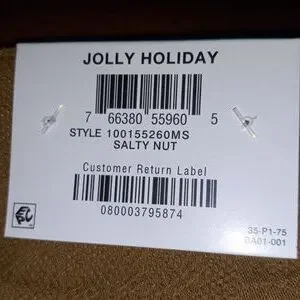 JOLLY HOLIDAY
7 66380 55960 5
STYLE 100155260MS
SALTY NUT
Customer Return Label
080003795874
35-P1-75
BA01-001